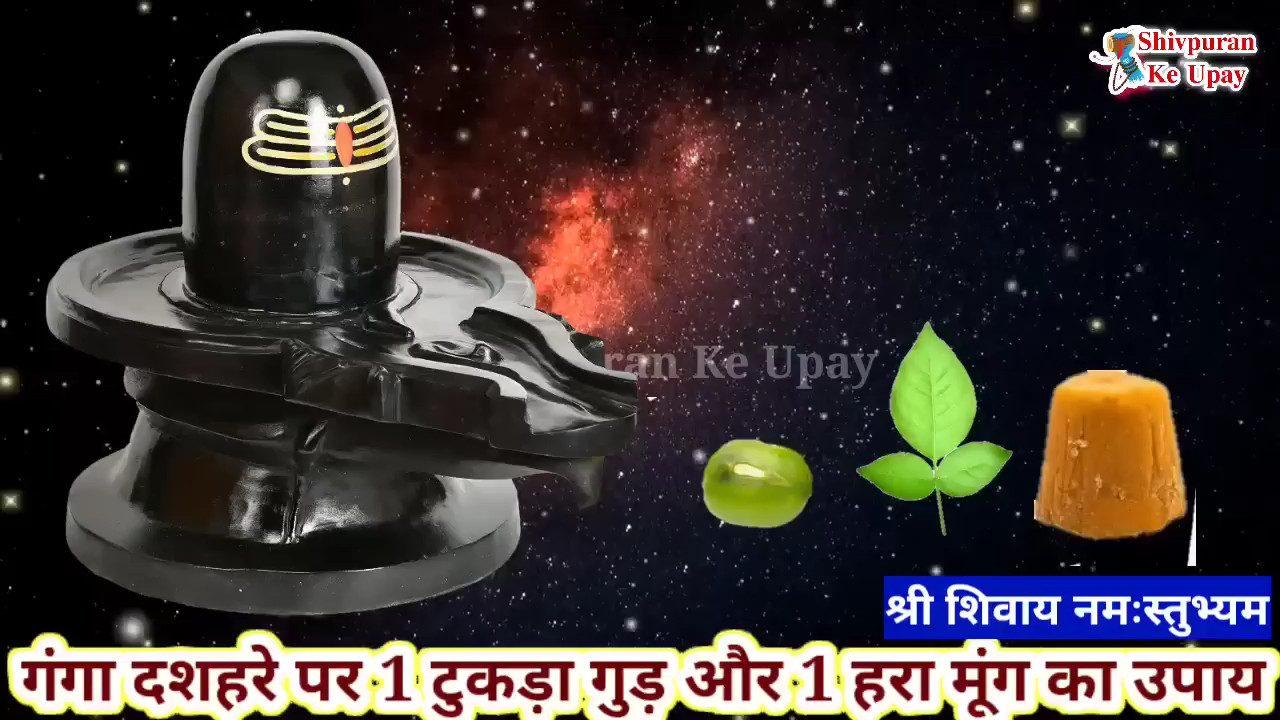 Shivpuran
Ke Upay
ran Ke Upay
श्री शिवाय नमःस्तुभ्यम
गंगा दशहरे पर 1 टुकड़ा गुड़ और 1 हरा मूंग का उपाय